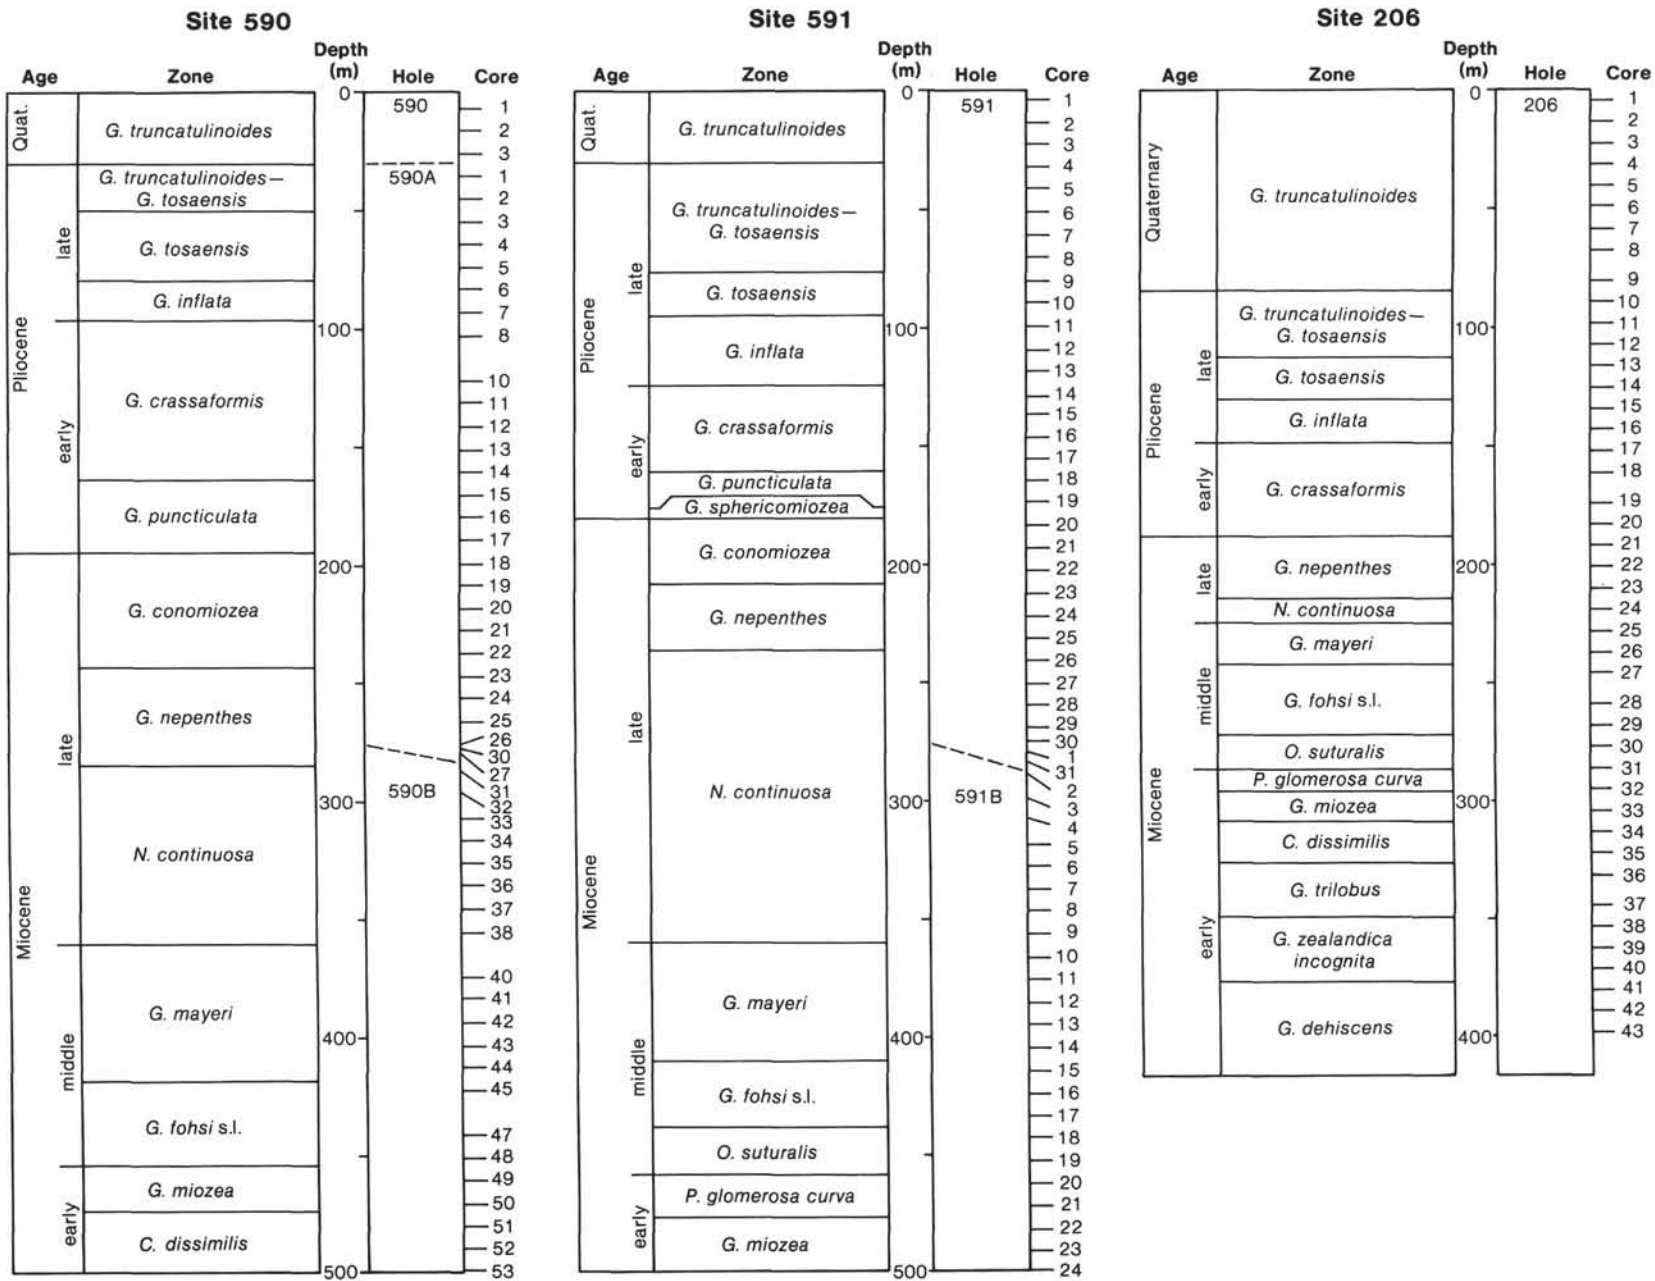 Site 590
Age
Zone
Depth
(m)
Hole
Core
Quat.
Pliocene
late
early
Miocene
late
middle
early
G. truncatulinoides
G. truncatulinoides—
G. tosaensis
G. tosaensis
G. inflata
G. crassaformis
G. puncticulata
G. conomiozea
G. nepenthes
N. continuosa
G. mayeri
G. fohsi s.l.
G. miozea
C. dissimilis
0
100
200
300
400
500
590
590A
590B
1
2
3
1
2
3
4
5
6
7
8
10
11
12
13
14
15
16
17
18
19
20
21
22
23
24
25
26
30
27
31
32
33
34
35
36
37
38
40
41
42
43
44
45
47
48
49
50
51
52
53
Site 591
Age
Zone
Depth
(m)
Hole
Core
Quat.
Pliocene
late
early
Miocene
late
middle
early
G. truncatulinoides
G. truncatulinoides—
G. tosaensis
G. tosaensis
G. inflata
G. crassaformis
G. puncticulata
G. sphericomiozea
G. conomiozea
G. nepenthes
N. continuosa
G. mayeri
G. fohsi s.l.
O. suturalis
P. glomerosa curva
G. miozea
0
100
200
300
400
500
591
591B
1
2
3
4
5
6
7
8
9
10
11
12
13
14
15
16
17
18
19
20
21
22
23
24
25
26
27
28
29
30
1
31
2
3
4
5
6
7
8
9
10
11
12
13
14
15
16
17
18
19
20
21
22
23
24
Site 206
Age
Zone
Depth
(m)
Hole
Core
Quaternary
Pliocene
late
early
Miocene
late
middle
early
G. truncatulinoides
G. truncatulinoides—
G. tosaensis
G. tosaensis
G. inflata
G. crassaformis
G. nepenthes
N. continuosa
G. mayeri
G. fohsi s.l.
O. suturalis
P. glomerosa curva
G. miozea
C. dissimilis
G. trilobus
G. zealandica
incognita
G. dehiscens
0
100
200
300
400
206
1
2
3
4
5
6
7
8
9
10
11
12
13
14
15
16
17
18
19
20
21
22
23
24
25
26
27
28
29
30
31
32
33
34
35
36
37
38
39
40
41
42
43